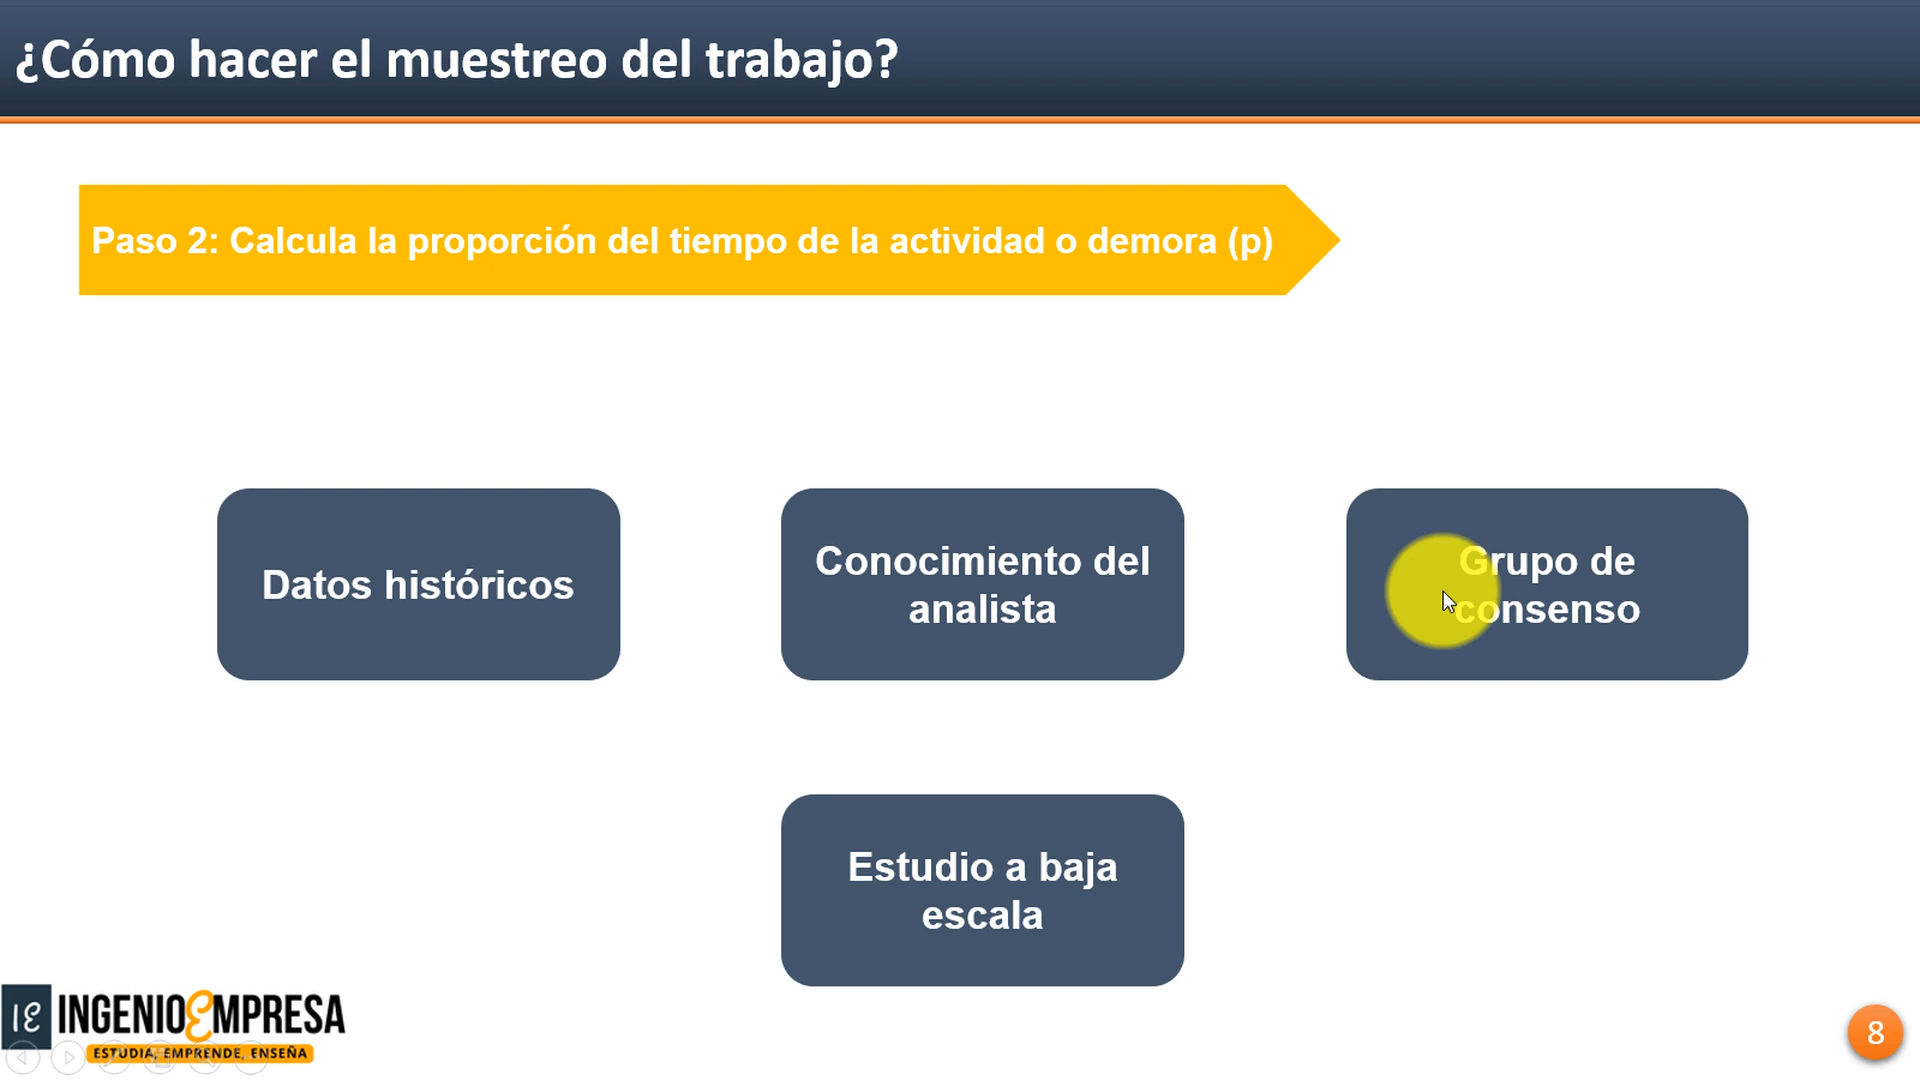 ¿Cómo hacer el muestreo del trabajo?
Paso 2: Calcula la proporción del tiempo de la actividad o demora (p)
Datos históricos
Conocimiento del
analista
Grupo de
consenso
Estudio a baja
escala
IE INGENIOEMPRESA
ESTUDIA, EMPRENDE, ENSEÑA
8